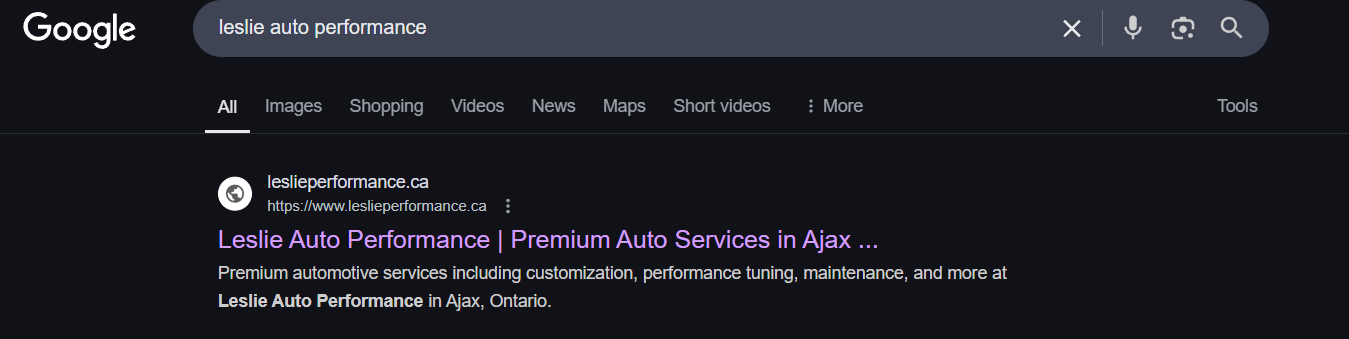 Google
leslie auto performance
All Images Shopping Videos News Maps Short videos More Tools
leslieperformance.ca
https://www.leslieperformance.ca
Leslie Auto Performance | Premium Auto Services in Ajax ...
Premium automotive services including customization, performance tuning, maintenance, and more at
Leslie Auto Performance in Ajax, Ontario.